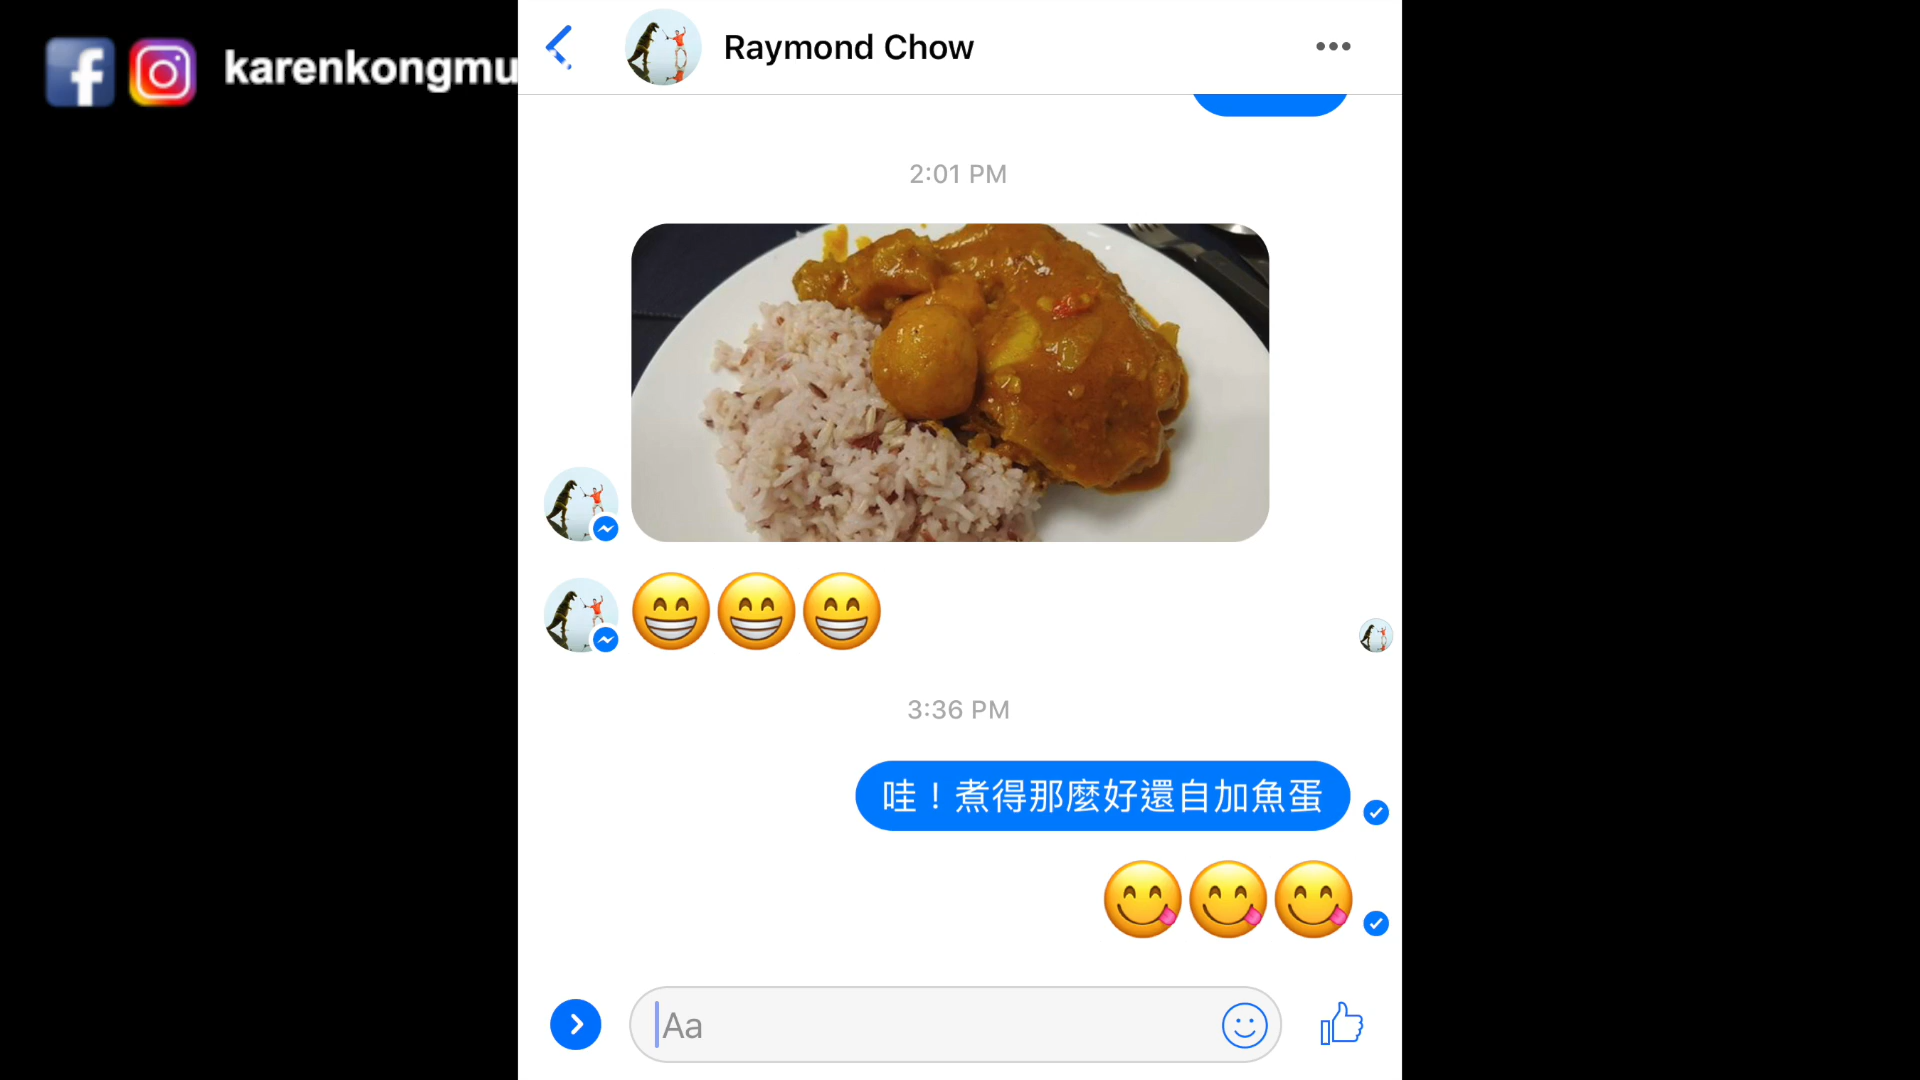 karenkongmu
Raymond Chow
2:01 PM
😁😁😁
3:36 PM
哇！煮得那麼好還自加魚蛋
😋😋😋
Aa